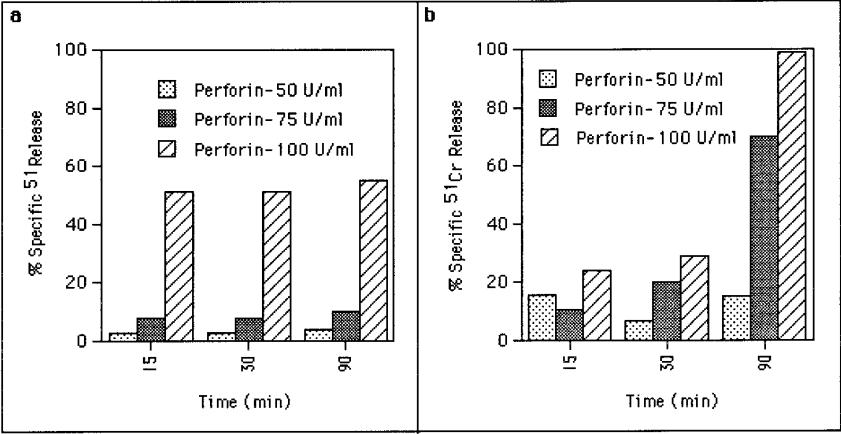 a
100
80
60
40
20
0
% Specific 51Release
Perforin-50 U/ml
Perforin-75 U/ml
Perforin-100 U/ml
15 30 90
Time (min)
b
100
80
60
40
20
0
% Specific 51Cr Release
Perforin-50 U/ml
Perforin-75 U/ml
Perforin-100 U/ml
15 30 90
Time (min)